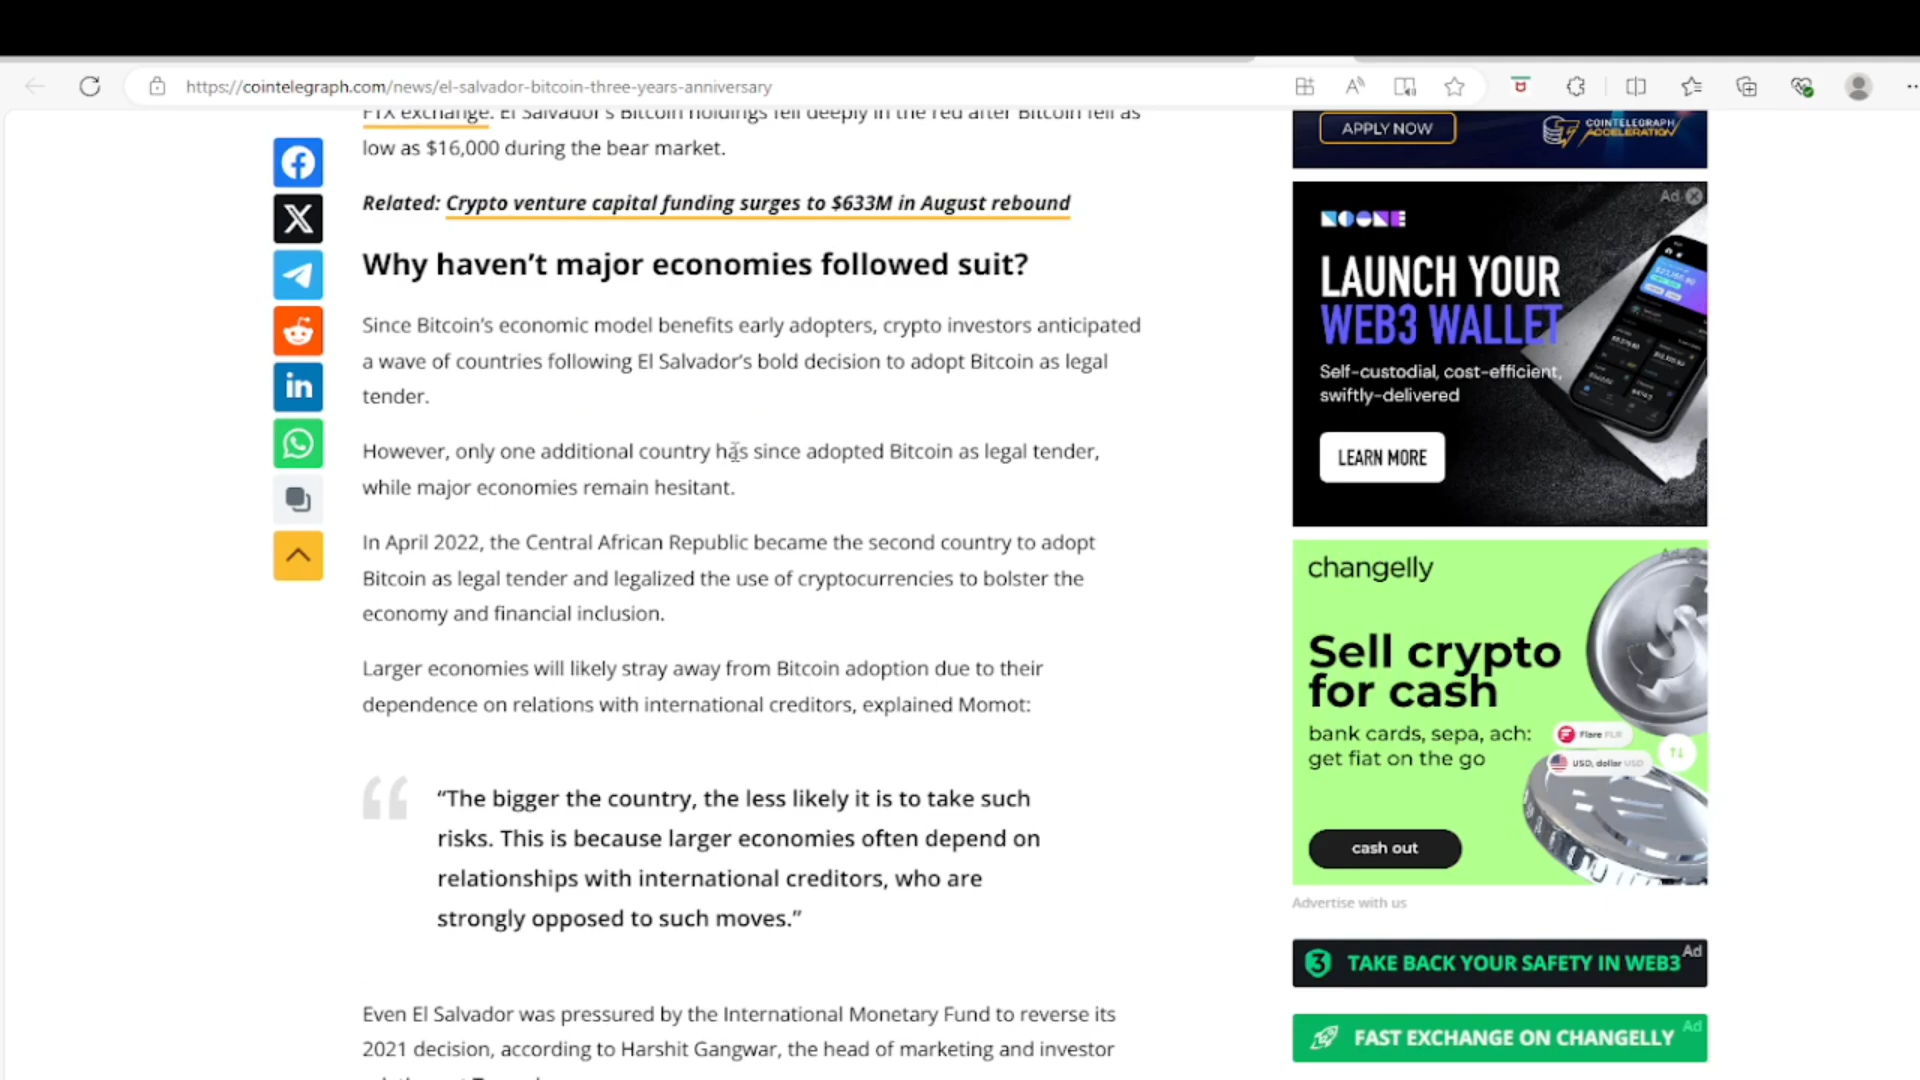 https://cointelegraph.com/news/el-salvador-bitcoin-three-years-anniversary
FTX exchange. El Salvador's Bitcoin holdings fell deeply in the red after Bitcoin fell as
low as $16,000 during the bear market.
Related: Crypto venture capital funding surges to $633M in August rebound
Why haven't major economies followed suit?
Since Bitcoin's economic model benefits early adopters, crypto investors anticipated
a wave of countries following El Salvador's bold decision to adopt Bitcoin as legal
tender.
However, only one additional country has since adopted Bitcoin as legal tender,
while major economies remain hesitant.
In April 2022, the Central African Republic became the second country to adopt
Bitcoin as legal tender and legalized the use of cryptocurrencies to bolster the
economy and financial inclusion.
Larger economies will likely stray away from Bitcoin adoption due to their
dependence on relations with international creditors, explained Momot:
“The bigger the country, the less likely it is to take such
risks. This is because larger economies often depend on
relationships with international creditors, who are
strongly opposed to such moves.”
Even El Salvador was pressured by the International Monetary Fund to reverse its
2021 decision, according to Harshit Gangwar, the head of marketing and investor
APPLY NOW
COINTELEGRAPH
ACCELERATION
Ad
NOONE
LAUNCH YOUR
WEB3 WALLET
Self-custodial, cost-efficient,
swiftly-delivered
LEARN MORE
changelly
Sell crypto
for cash
bank cards, sepa, ach:
get fiat on the go
Flare FLR
USD, dollar USD
cash out
Advertise with us
TAKE BACK YOUR SAFETY IN WEB3
Ad
FAST EXCHANGE ON CHANGELLY
Ad